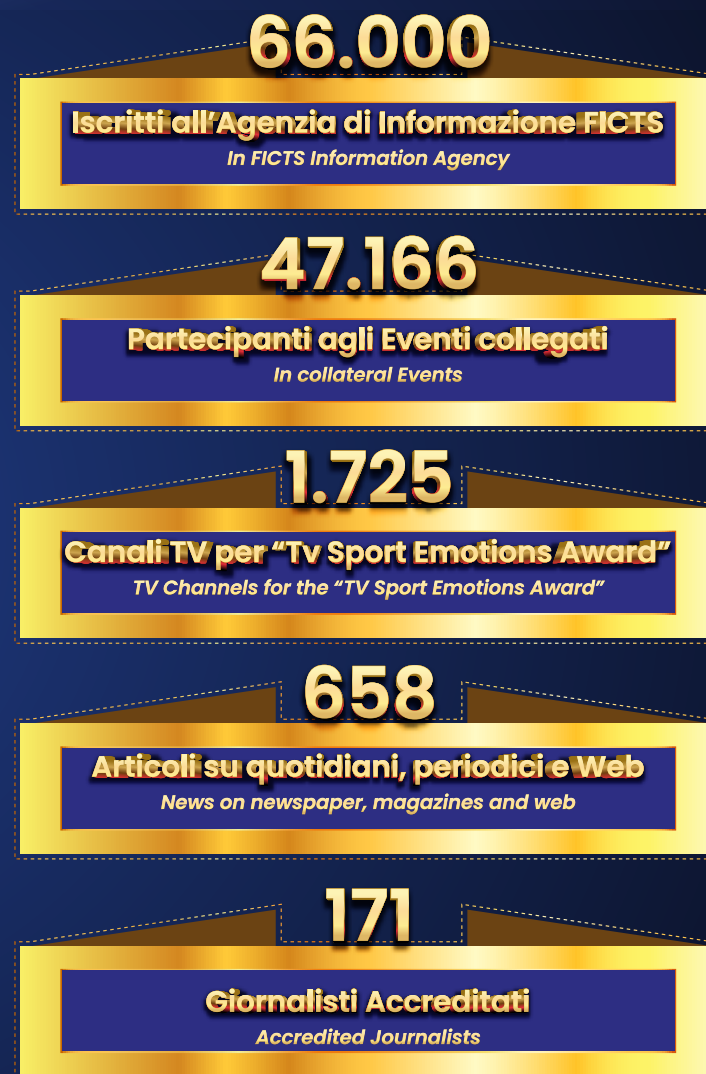 66.000
Iscritti all’Agenzia di Informazione FICTS
In FICTS Information Agency
47.166
Partecipanti agli Eventi collegati
In collateral Events
1.725
Canali TV per “Tv Sport Emotions Award”
TV Channels for the “TV Sport Emotions Award”
658
Articoli su quotidiani, periodici e Web
News on newspaper, magazines and web
171
Giornalisti Accreditati
Accredited Journalists